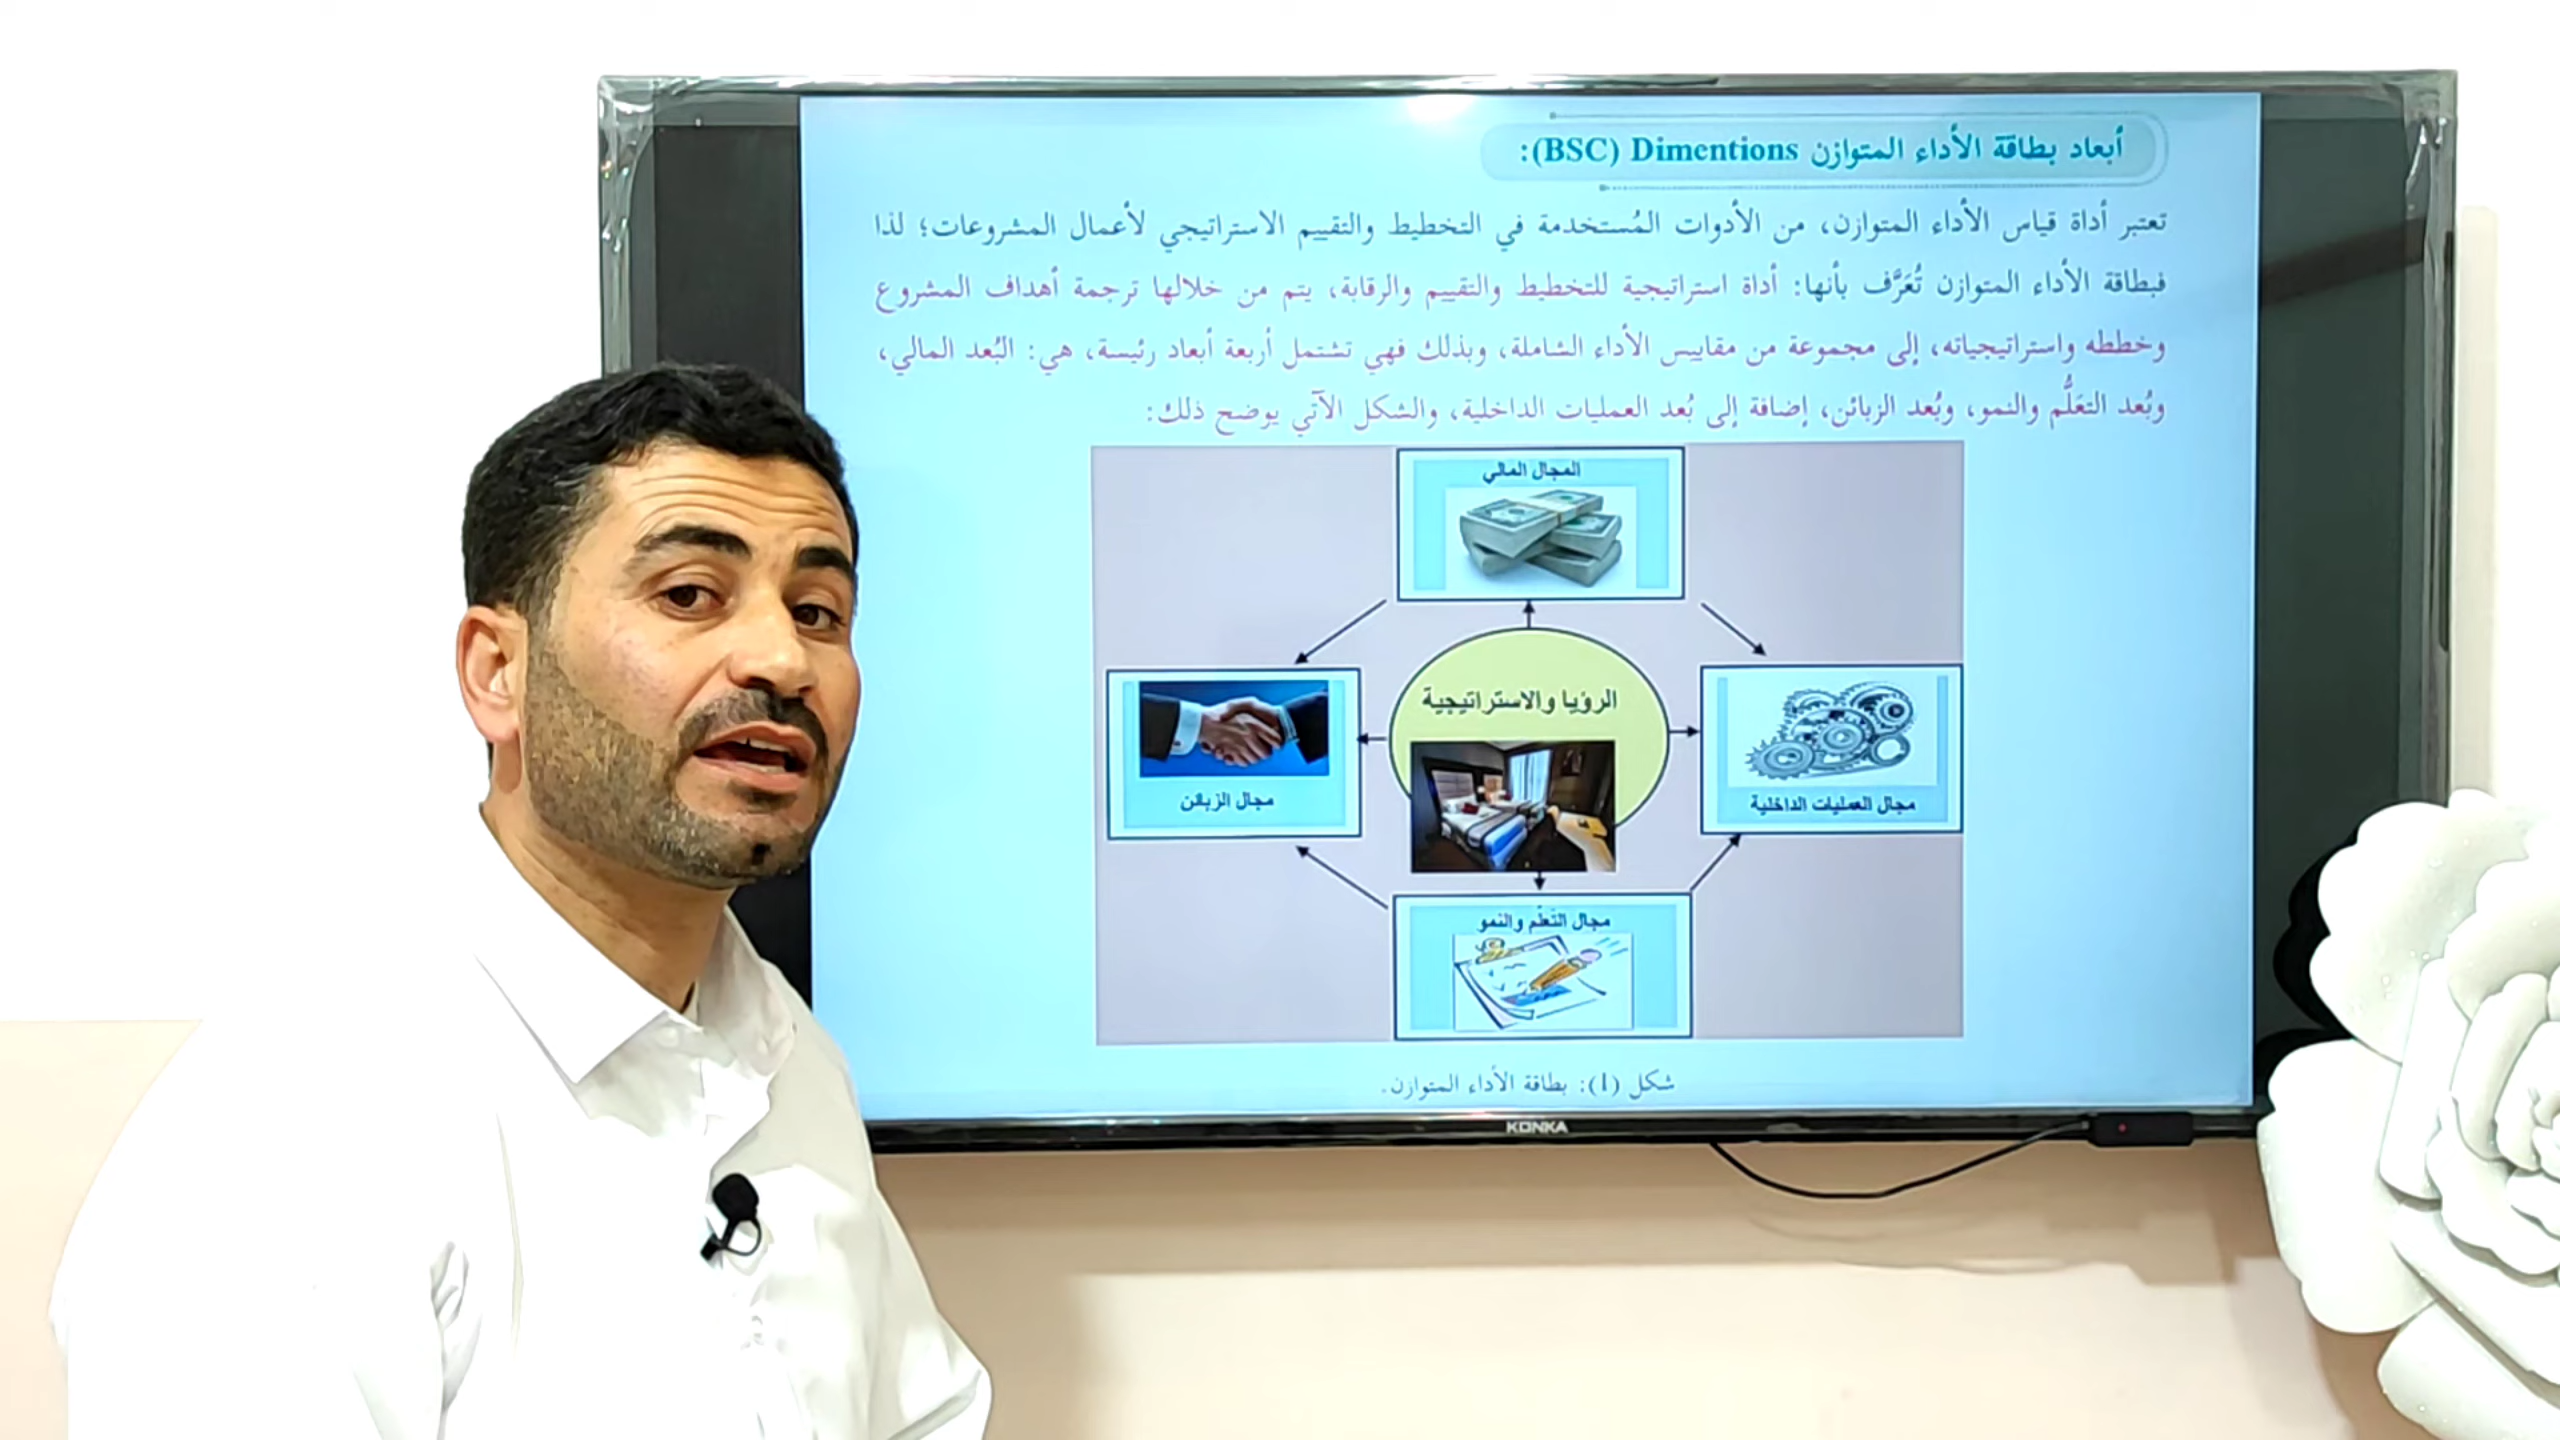 أبعاد بطاقة الأداء المتوازن BSC) Dimentions):
تعتبر أداة قياس الأداء المتوازن، من الأدوات المُستخدمة في التخطيط والتقييم الاستراتيجي لأعمال المشروعات؛ لذا
فبطاقة الأداء المتوازن تُعَرَّف بأنها: أداة استراتيجية للتخطيط والتقييم والرقابة، يتم من خلالها ترجمة أهداف المشروع
وخططه واستراتيجياته، إلى مجموعة من مقاييس الأداء الشاملة، وبذلك فهي تشتمل أربعة أبعاد رئيسة، هي: البُعد المالي،
وبُعد التعَلُّم والنمو، وبُعد الزبائن، إضافة إلى بُعد العمليات الداخلية، والشكل الآتي يوضح ذلك:
المجال المالي
الرؤيا والاستراتيجية
مجال العمليات الداخلية
مجال الزبائن
مجال التعلّم والنمو
شكل (1): بطاقة الأداء المتوازن.
KONKA